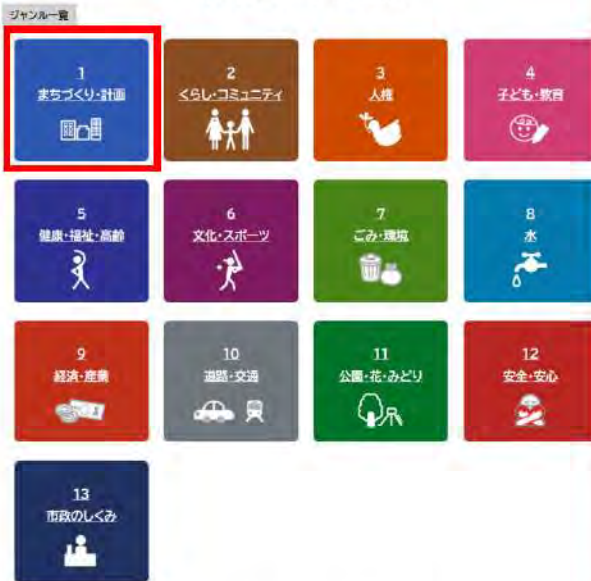 ジャンル一覧
1
まちづくり・計画
2
くらし・コミュニティ
3
人権
4
子ども・教育
5
健康・福祉・高齢
6
文化・スポーツ
7
ごみ・環境
8
水
9
経済・産業
10
道路・交通
11
公園・花・みどり
12
安全・安心
13
市政のしくみ